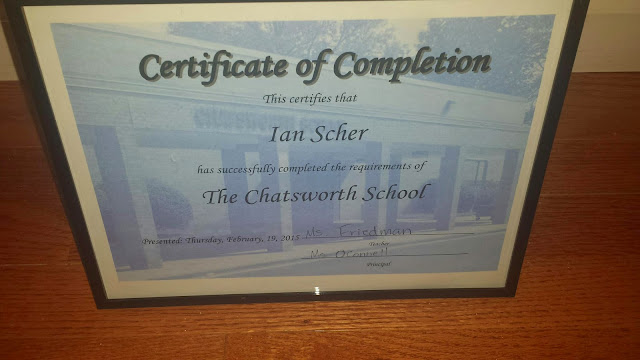 Certificate of Completion
This certifies that
Ian Scher
has successfully completed the requirements of
The Chatsworth School
Presented: Thursday, February, 19, 2015 Ms. Friedman
Teacher
Ms. O'Connell
Principal